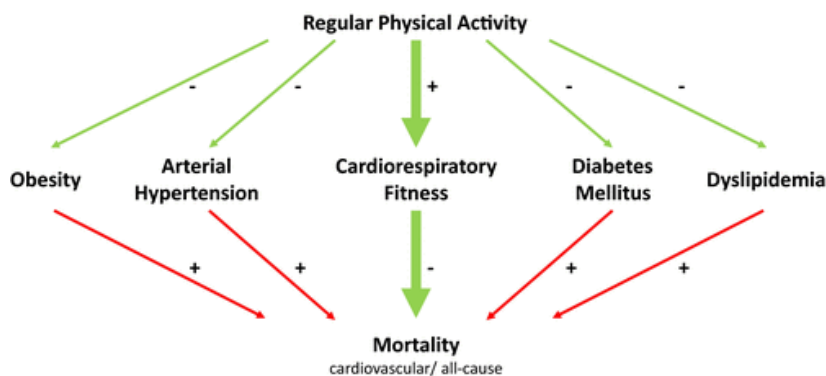 Regular Physical Activity
- - + - -
Obesity
Arterial
Hypertension
Cardiorespiratory
Fitness
Diabetes
Mellitus
Dyslipidemia
+ + - + +
Mortality
cardiovascular/ all-cause